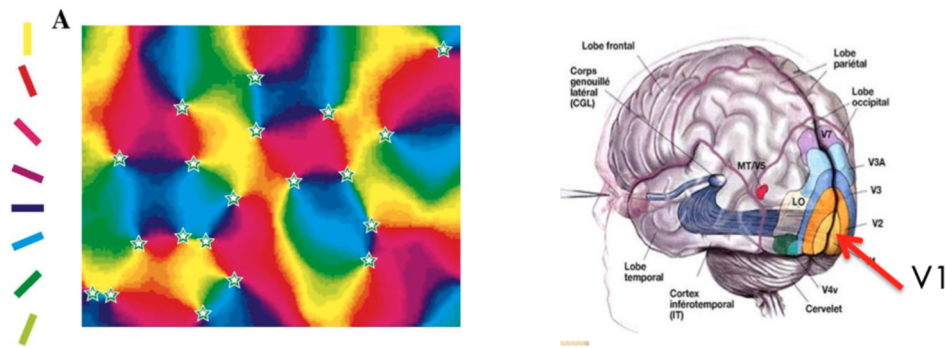 A
Lobe frontal
Corps
genouillé
latéral
(CGL)
Lobe
pariétal
Lobe
occipital
V7
V3A
MT/V5
V3
LO
V2
V1
Lobe
temporal
V4v
Cortex
inférotemporal
(IT)
Cervelet